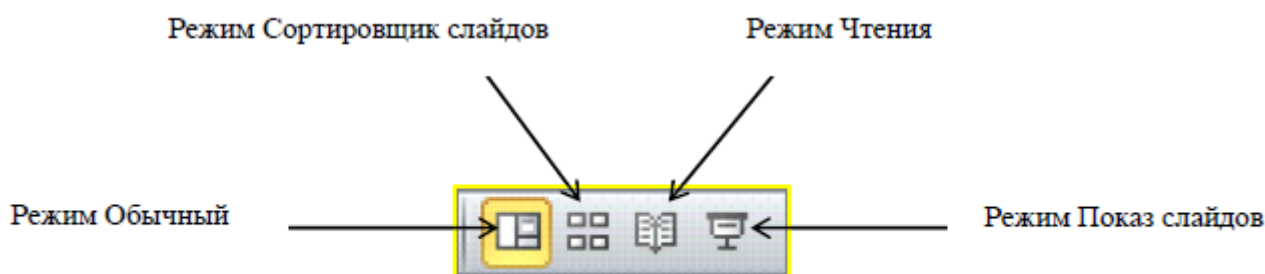 Режим Сортировщик слайдов
Режим Чтения
Режим Обычный
Режим Показ слайдов